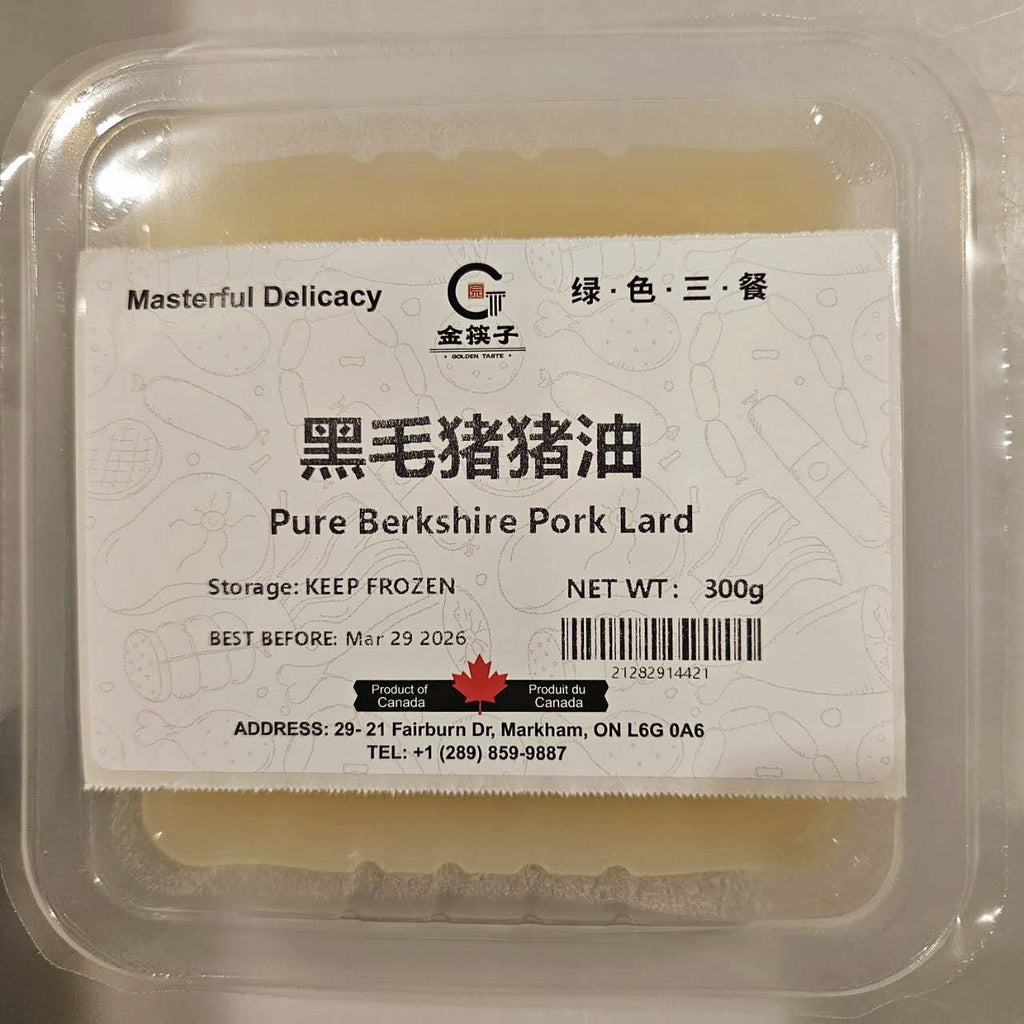 Masterful Delicacy
金筷子
· GOLDEN TASTE ·
绿·色·三·餐
黑毛猪猪油
Pure Berkshire Pork Lard
Storage: KEEP FROZEN
NET WT: 300g
BEST BEFORE: Mar 29 2026
21282914421
Product of Canada
Produit du Canada
ADDRESS: 29- 21 Fairburn Dr, Markham, ON L6G 0A6
TEL: +1 (289) 859-9887